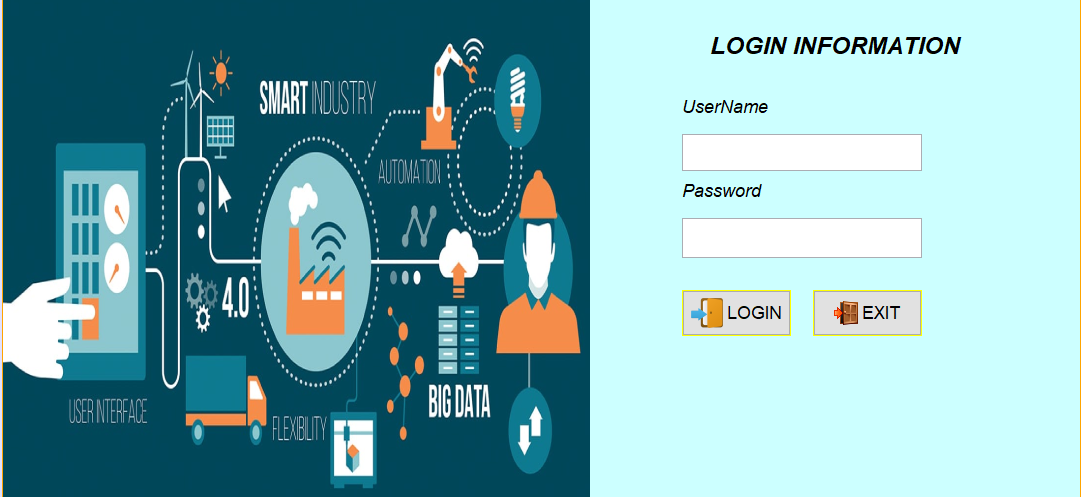 SMART INDUSTRY
AUTOMATION
4.0
USER INTERFACE
FLEXIBILITY
BIG DATA
LOGIN INFORMATION
UserName
Password
LOGIN
EXIT